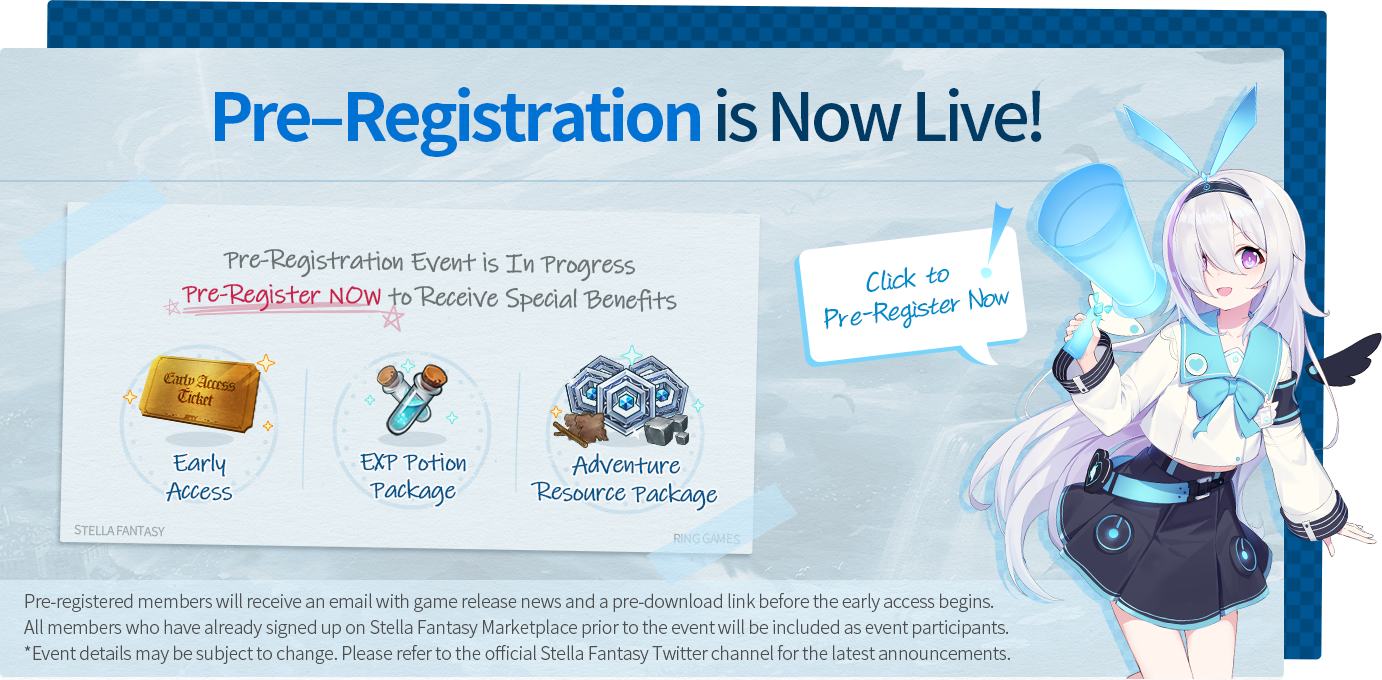 Pre–Registration is Now Live!
Pre-Registration Event is In Progress
Pre-Register NOw to Receive Special Benefits
Click to
Pre-Register Now
Early Access
Ticket
Early
Access
EXP Potion
Package
Adventure
Resource Package
STELLA FANTASY
RING GAMES
Pre-registered members will receive an email with game release news and a pre-download link before the early access begins.
All members who have already signed up on Stella Fantasy Marketplace prior to the event will be included as event participants.
*Event details may be subject to change. Please refer to the official Stella Fantasy Twitter channel for the latest announcements.